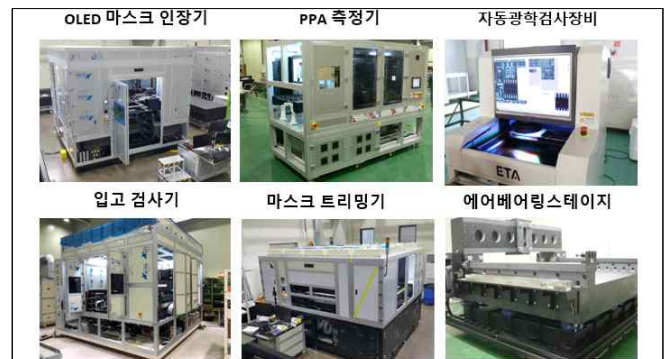 OLED 마스크 인장기
PPA 측정기
자동광학검사장비
ETA
입고 검사기
마스크 트리밍기
에어베어링스테이지